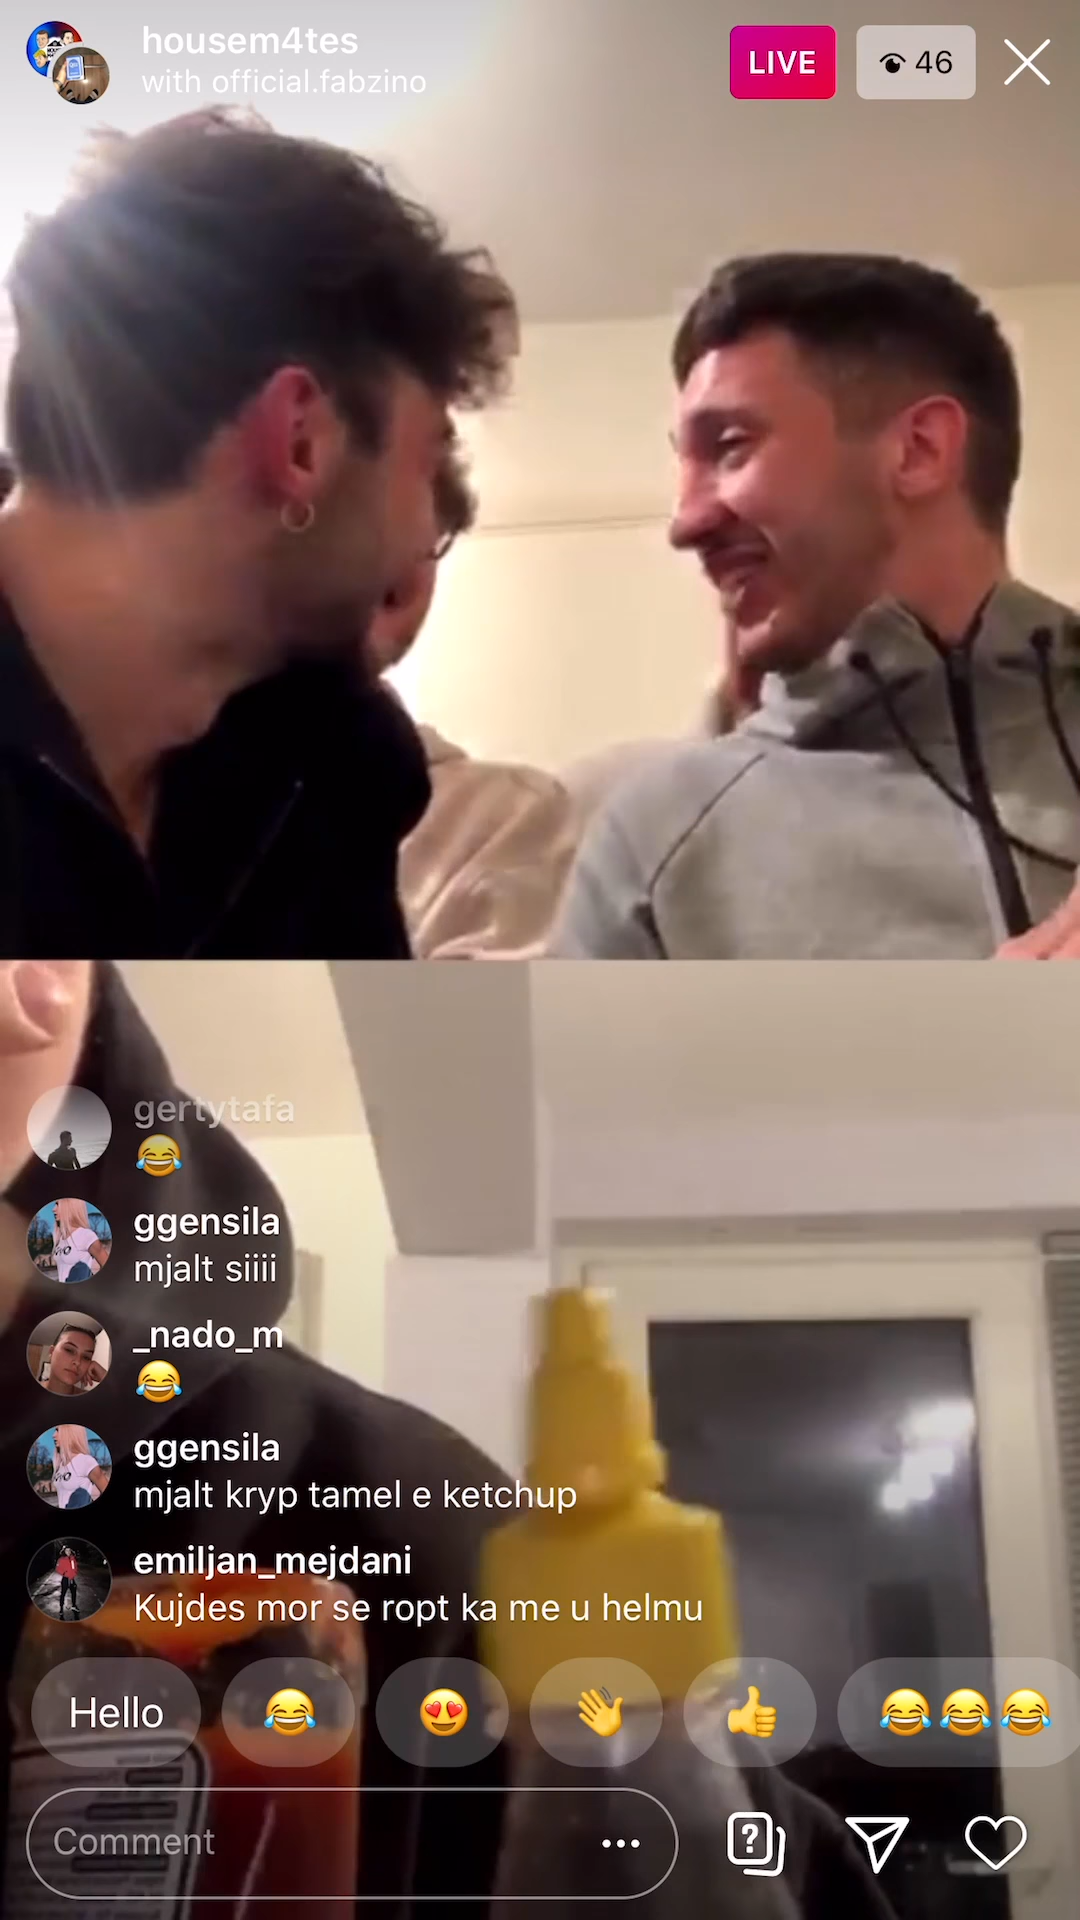 housem4tes
with official.fabzino
LIVE
46
gertytafa
😂
ggensila
mjalt siiii
_nado_m
😂
ggensila
mjalt kryp tamel e ketchup
emiljan_mejdani
Kujdes mor se ropt ka me u helmu
Hello
😂
😍
👋
👍
😂😂😂
Comment